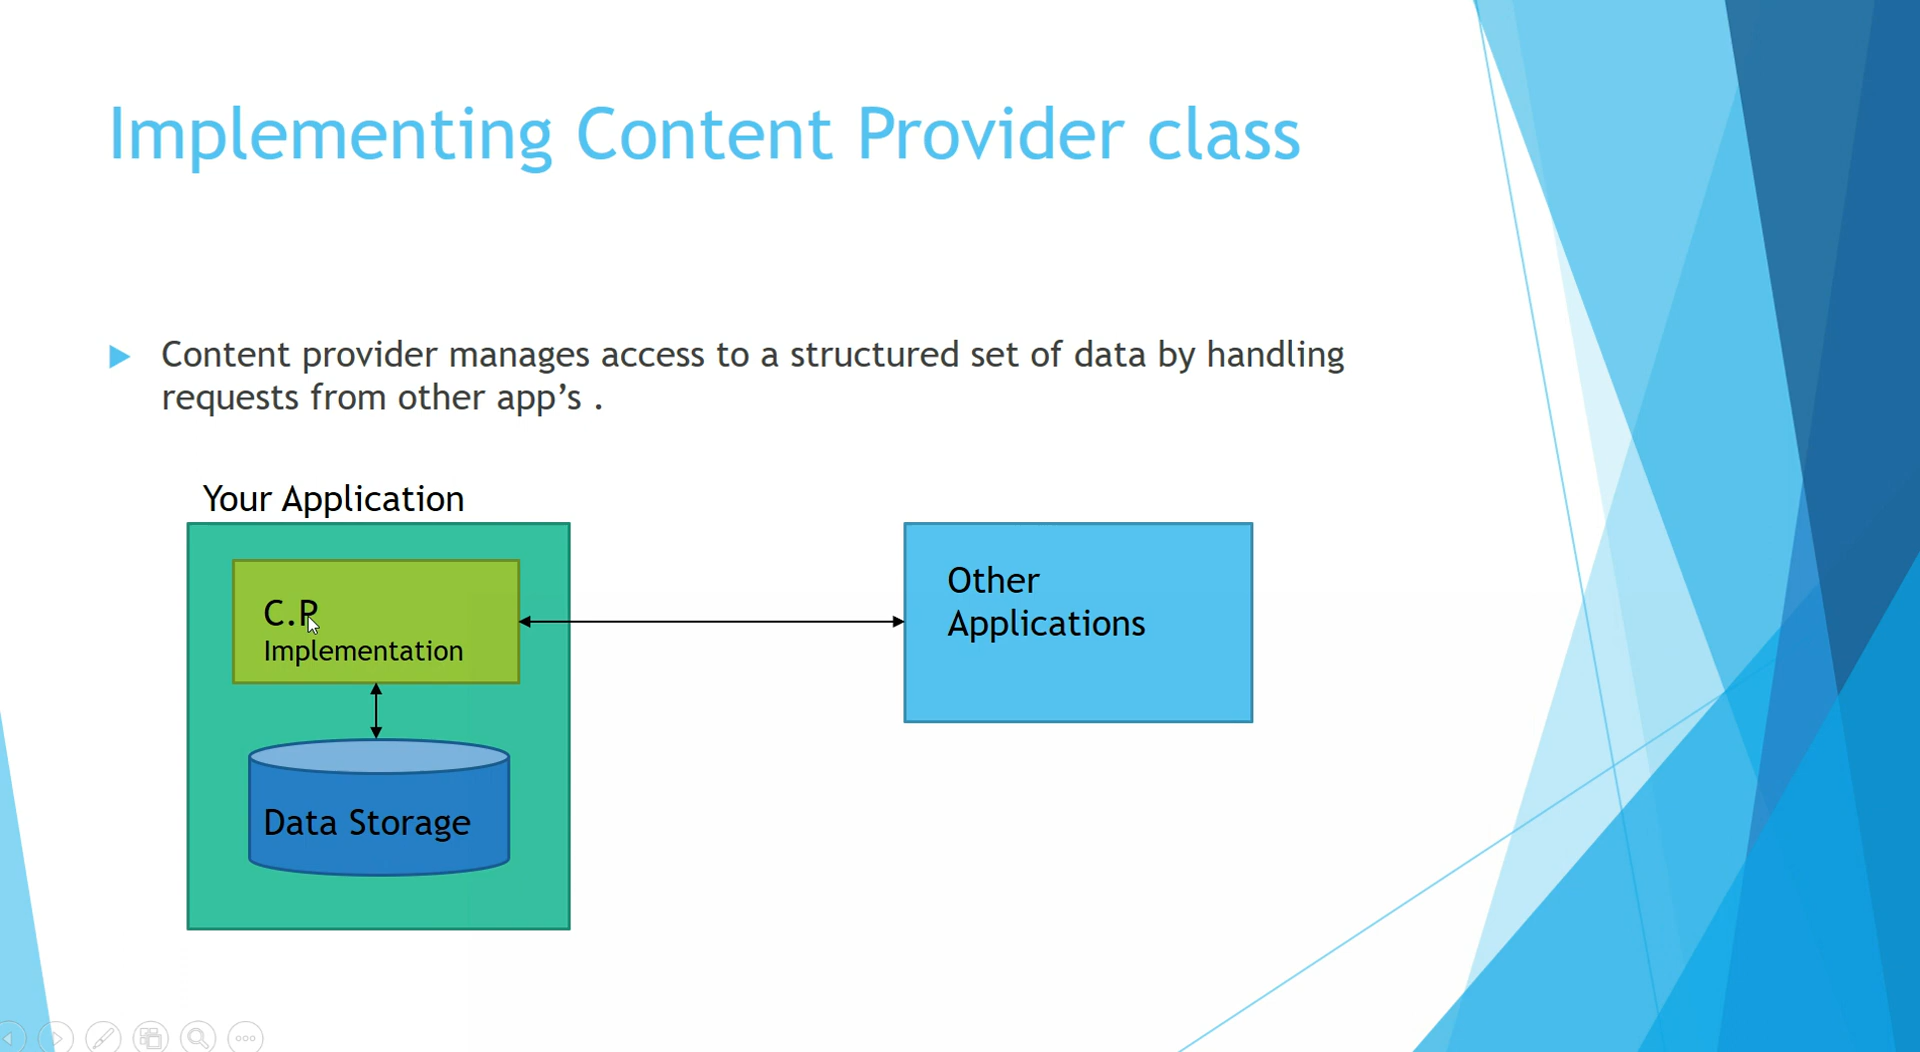 Implementing Content Provider class
Content provider manages access to a structured set of data by handling
requests from other app’s .
Your Application
C.P
Implementation
Data Storage
Other
Applications